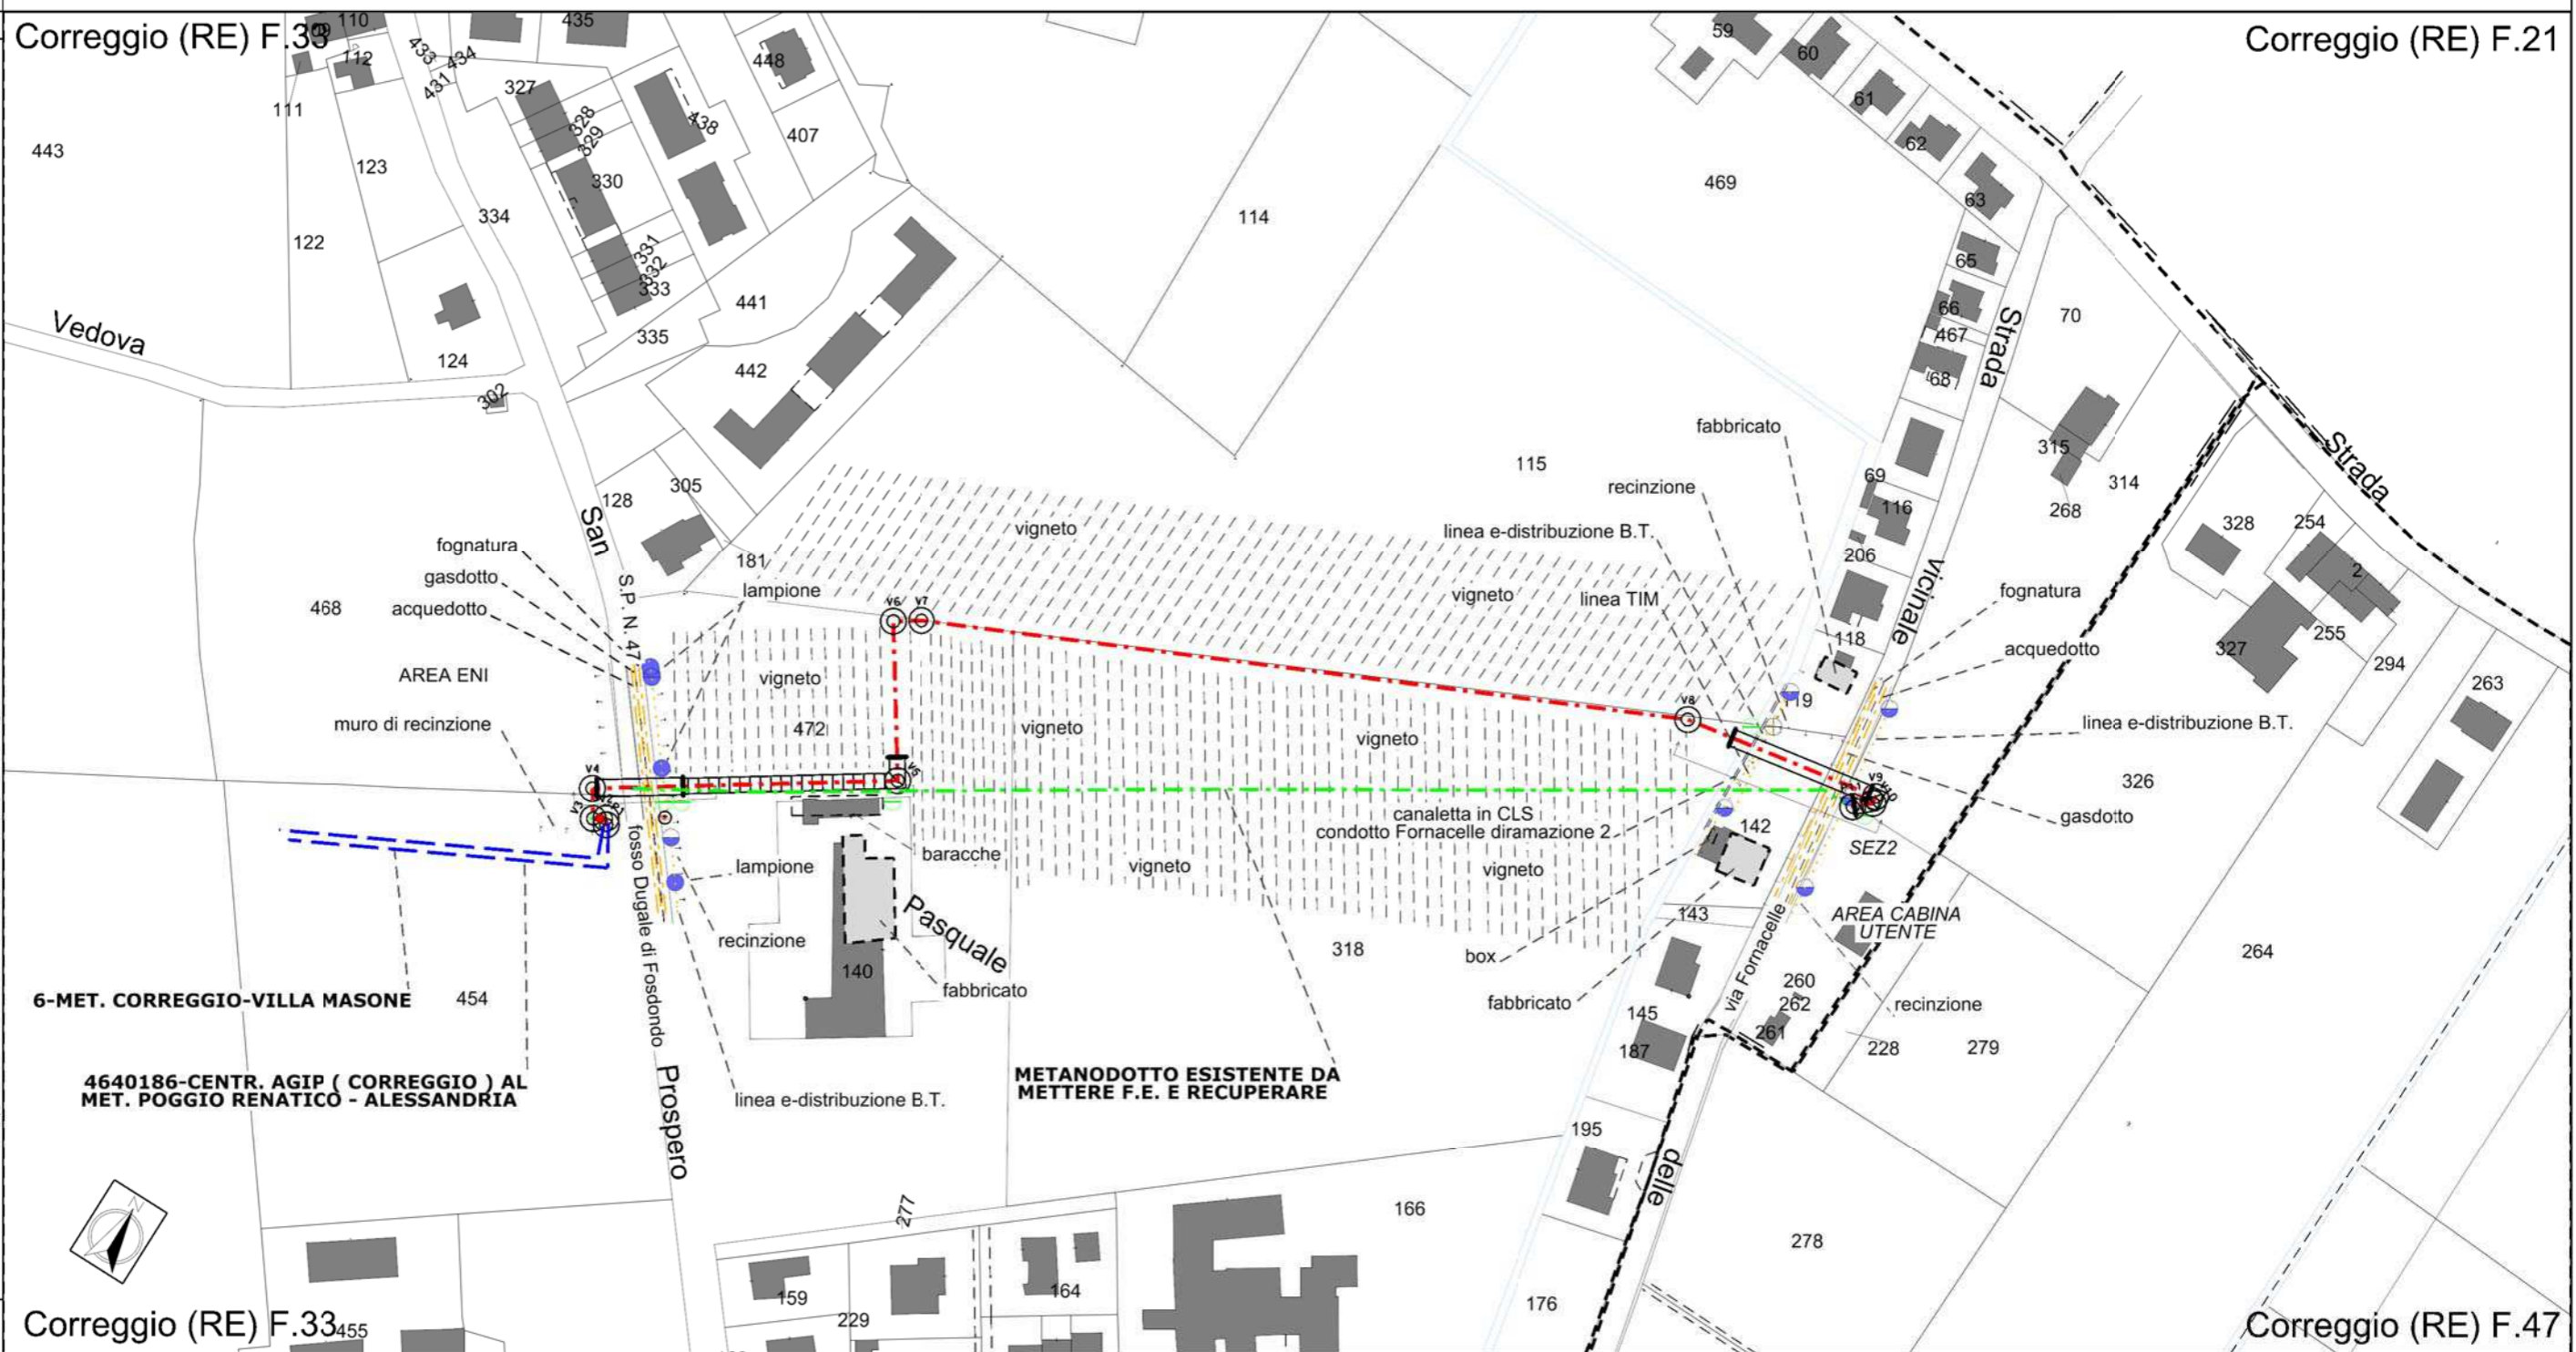 Correggio (RE) F.33
Correggio (RE) F.21
110
112
111
443
123
122
433
434
431
435
327
328
329
330
334
331
332
333
335
438
448
407
441
442
124
302
Vedova
114
469
59
60
61
62
63
65
66
467
68
70
Strada
315
314
268
Strada
328
254
2
327
255
294
263
115
fabbricato
recinzione
linea e-distribuzione B.T.
linea TIM
69
116
206
118
119
vicinale
fognatura
acquedotto
linea e-distribuzione B.T.
gasdotto
326
128
305
181
San
S.P. N. 47
fognatura
gasdotto
acquedotto
468
AREA ENI
muro di recinzione
lampione
vigneto
vigneto
vigneto
472
vigneto
vigneto
vigneto
vigneto
V3
V4
V5
V6
V7
V8
V9
V10
canaletta in CLS
condotto Fornacelle diramazione 2
baracche
lampione
recinzione
Pasquale
140
fabbricato
fosso Dugale di Fosdondo
Prospero
linea e-distribuzione B.T.
318
142
143
box
fabbricato
145
187
195
SEZ2
AREA CABINA
UTENTE
via Fornacelle
260
262
261
recinzione
228
279
264
6-MET. CORREGGIO-VILLA MASONE
454
4640186-CENTR. AGIP ( CORREGGIO ) AL
MET. POGGIO RENATICO - ALESSANDRIA
METANODOTTO ESISTENTE DA
METTERE F.E. E RECUPERARE
delle
277
166
278
176
159
229
164
N
Correggio (RE) F.33
455
Correggio (RE) F.47